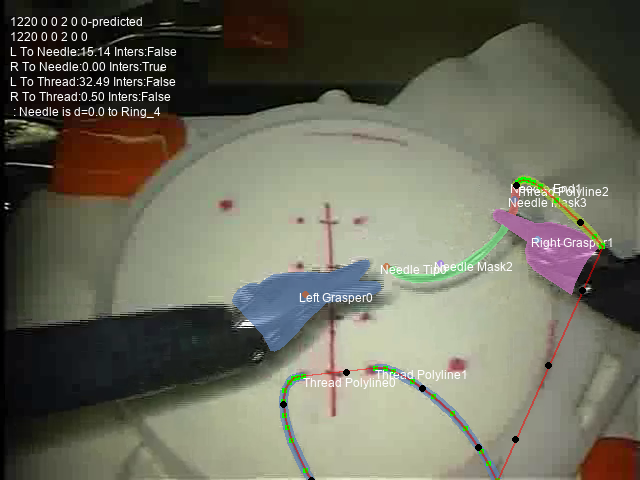 1220 0 0 2 0 0-predicted
1220 0 0 2 0 0
L To Needle:15.14 Inters:False
R To Needle:0.00 Inters:True
L To Thread:32.49 Inters:False
R To Thread:0.50 Inters:False
: Needle is d=0.0 to Ring_4
Needle End1
Thread Polyline2
Needle Mask3
Right Grasper1
Needle Tip0
Needle Mask2
Left Grasper0
Thread Polyline0
Thread Polyline1